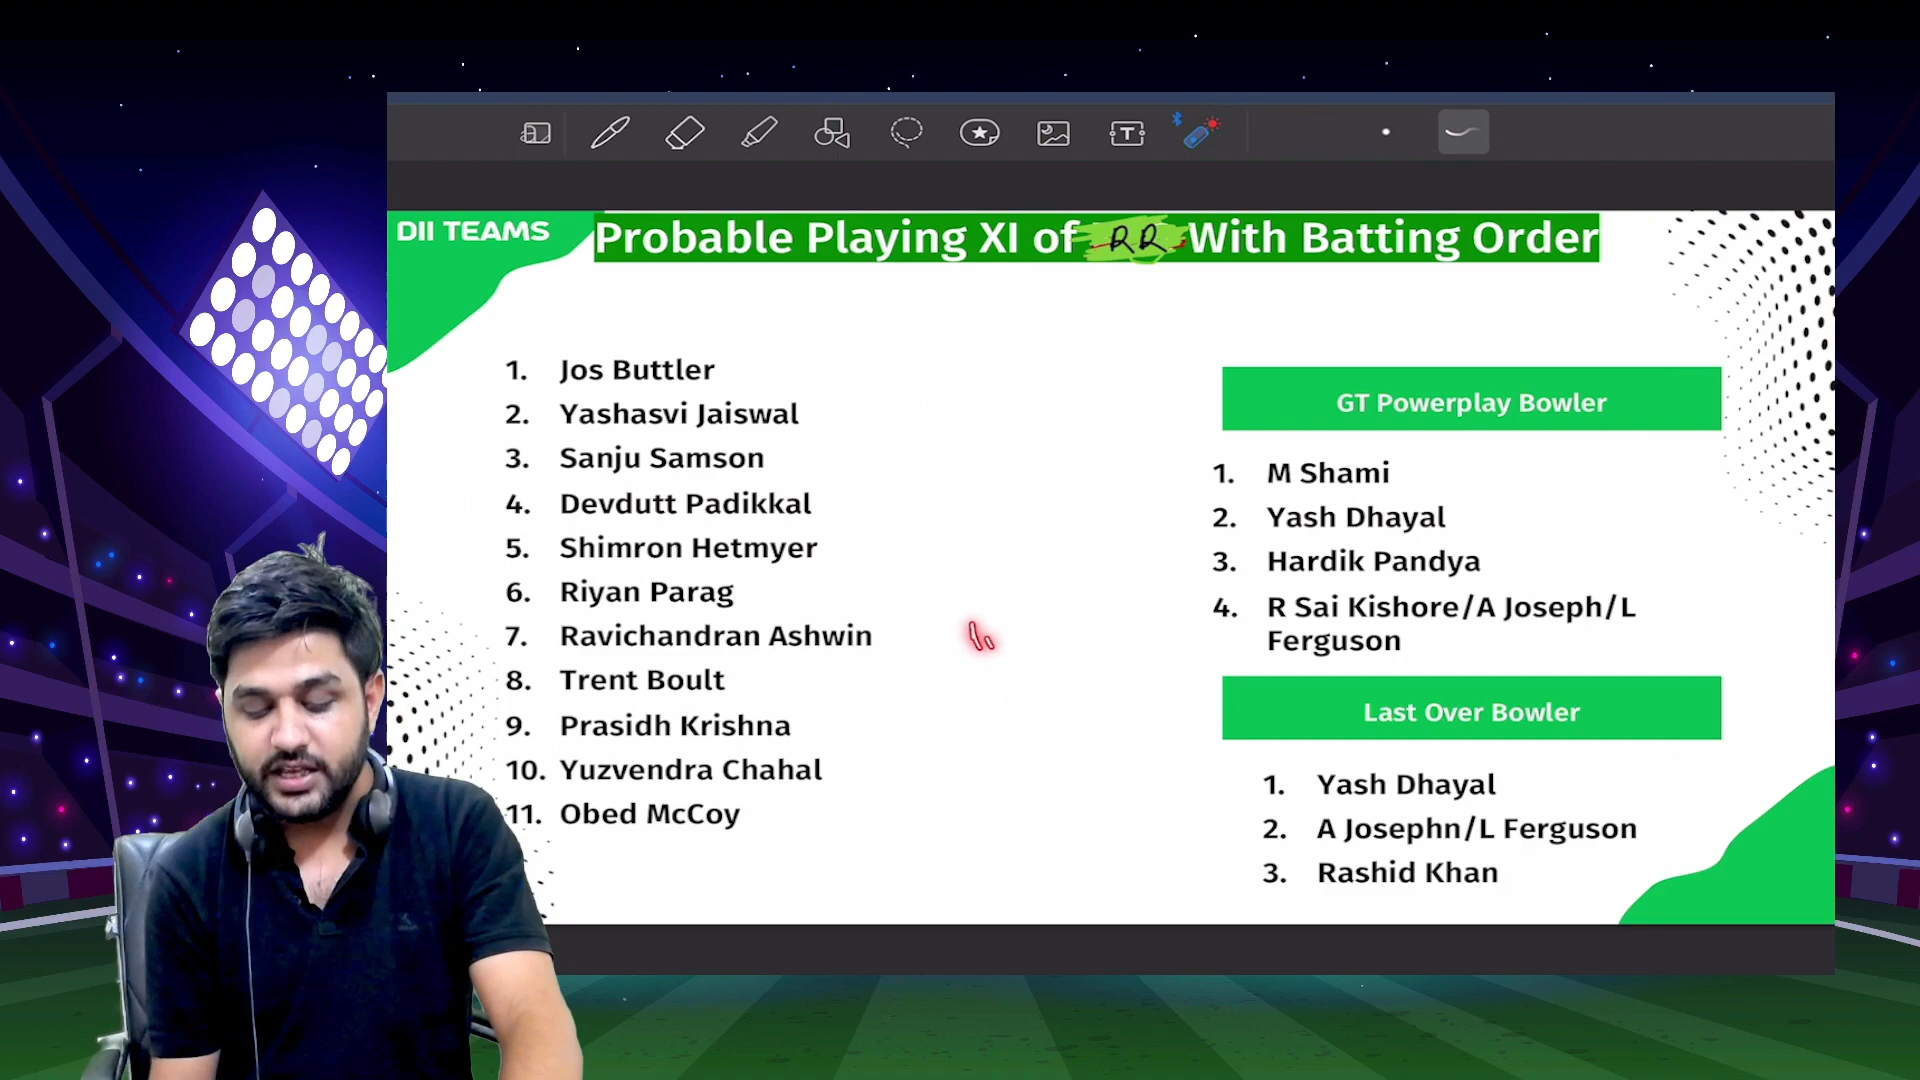 DII TEAMS
Probable Playing XI of RR With Batting Order
1. Jos Buttler
2. Yashasvi Jaiswal
3. Sanju Samson
4. Devdutt Padikkal
5. Shimron Hetmyer
6. Riyan Parag
7. Ravichandran Ashwin
8. Trent Boult
9. Prasidh Krishna
10. Yuzvendra Chahal
11. Obed McCoy
GT Powerplay Bowler
1. M Shami
2. Yash Dhayal
3. Hardik Pandya
4. R Sai Kishore/A Joseph/L
Ferguson
Last Over Bowler
1. Yash Dhayal
2. A Josephn/L Ferguson
3. Rashid Khan